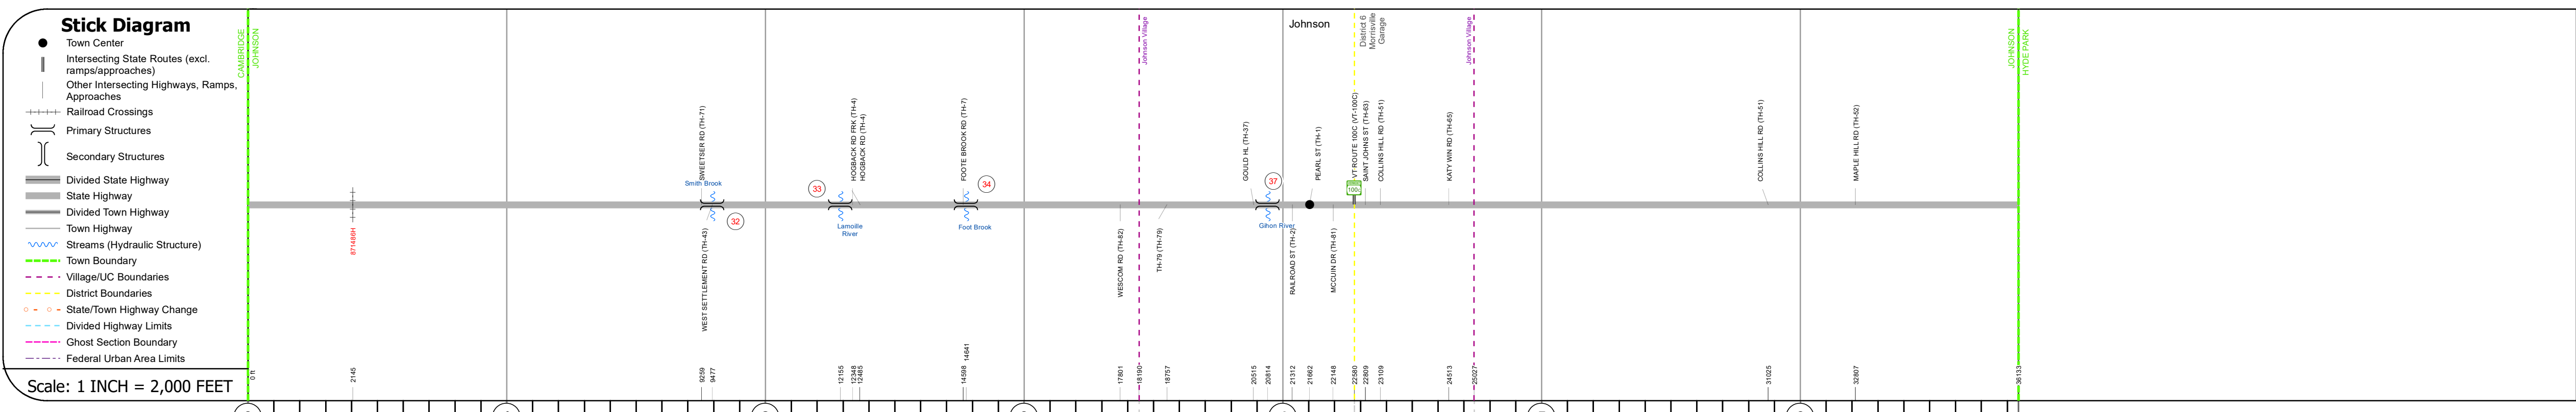 Stick Diagram
Town Center
Intersecting State Routes (excl.
ramps/approaches)
Other Intersecting Highways, Ramps,
Approaches
Railroad Crossings
Primary Structures
Secondary Structures
Divided State Highway
State Highway
Divided Town Highway
Town Highway
Streams (Hydraulic Structure)
Town Boundary
Village/UC Boundaries
District Boundaries
State/Town Highway Change
Divided Highway Limits
Ghost Section Boundary
Federal Urban Area Limits
Scale: 1 INCH = 2,000 FEET
CAMBRIDGE
JOHNSON
871486H
SWEETSER RD (TH-71)
Smith Brook
32
WEST SETTLEMENT RD (TH-43)
33
HOGBACK RD FRK (TH-4)
HOGBACK RD (TH-4)
Lamoille
River
FOOTE BROOK RD (TH-7)
34
Foot Brook
WESCOM RD (TH-82)
Johnson Village
TH-79 (TH-79)
GOULD HL (TH-37)
37
Gihon River
RAILROAD ST (TH-2)
Johnson
PEARL ST (TH-1)
MCCUIN DR (TH-81)
District 6
Morrisville
Garage
VT ROUTE 100C (VT-100C)
100C
SAINT JOHNS ST (TH-63)
COLLINS HILL RD (TH-51)
KATY WIN RD (TH-65)
Johnson Village
COLLINS HILL RD (TH-51)
MAPLE HILL RD (TH-52)
JOHNSON
HYDE PARK
0 ft
2145
9259
9477
12155
12348
12485
14598
14641
17801
18190
18757
20515
20814
21312
21662
22148
22580
22809
23109
24513
25027
31025
32807
36133